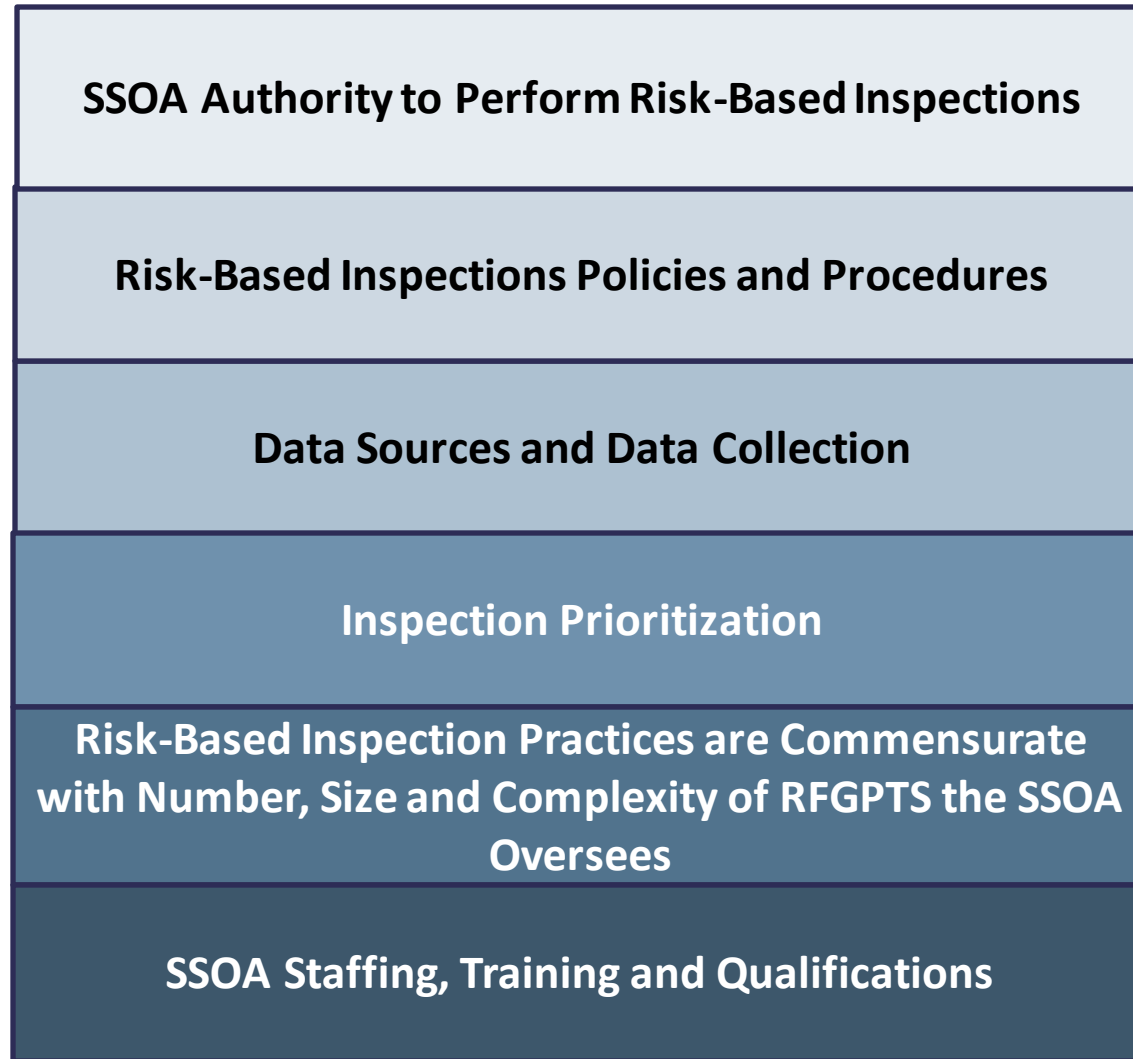 SSOA Authority to Perform Risk-Based Inspections
Risk-Based Inspections Policies and Procedures
Data Sources and Data Collection
Inspection Prioritization
Risk-Based Inspection Practices are Commensurate
with Number, Size and Complexity of RFGPTS the SSOA
Oversees
SSOA Staffing, Training and Qualifications